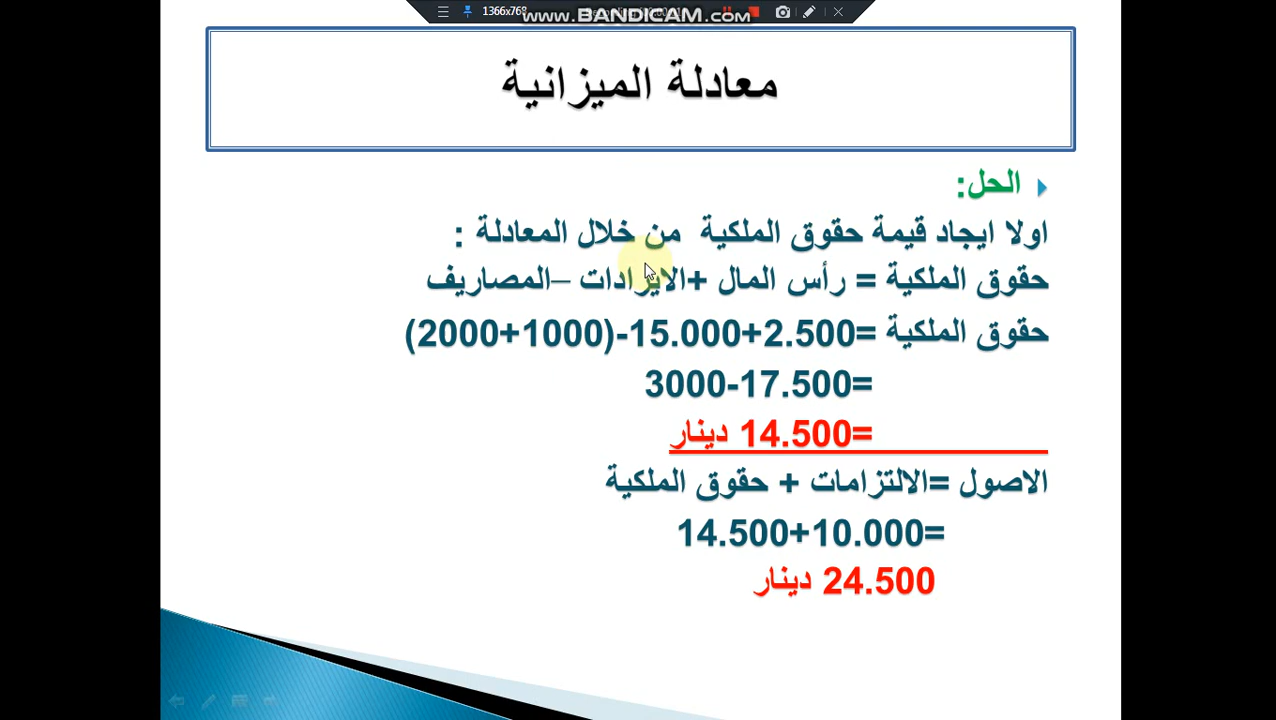 1366x768
www.BANDICAM.com
معادلة الميزانية
الحل:
اولا ايجاد قيمة حقوق الملكية من خلال المعادلة :
حقوق الملكية = رأس المال +الايرادات –المصاريف
حقوق الملكية =2.500+15.000-(1000+2000)
=17.500-3000
=14.500 دينار
الاصول =الالتزامات + حقوق الملكية
=10.000+14.500
24.500 دينار